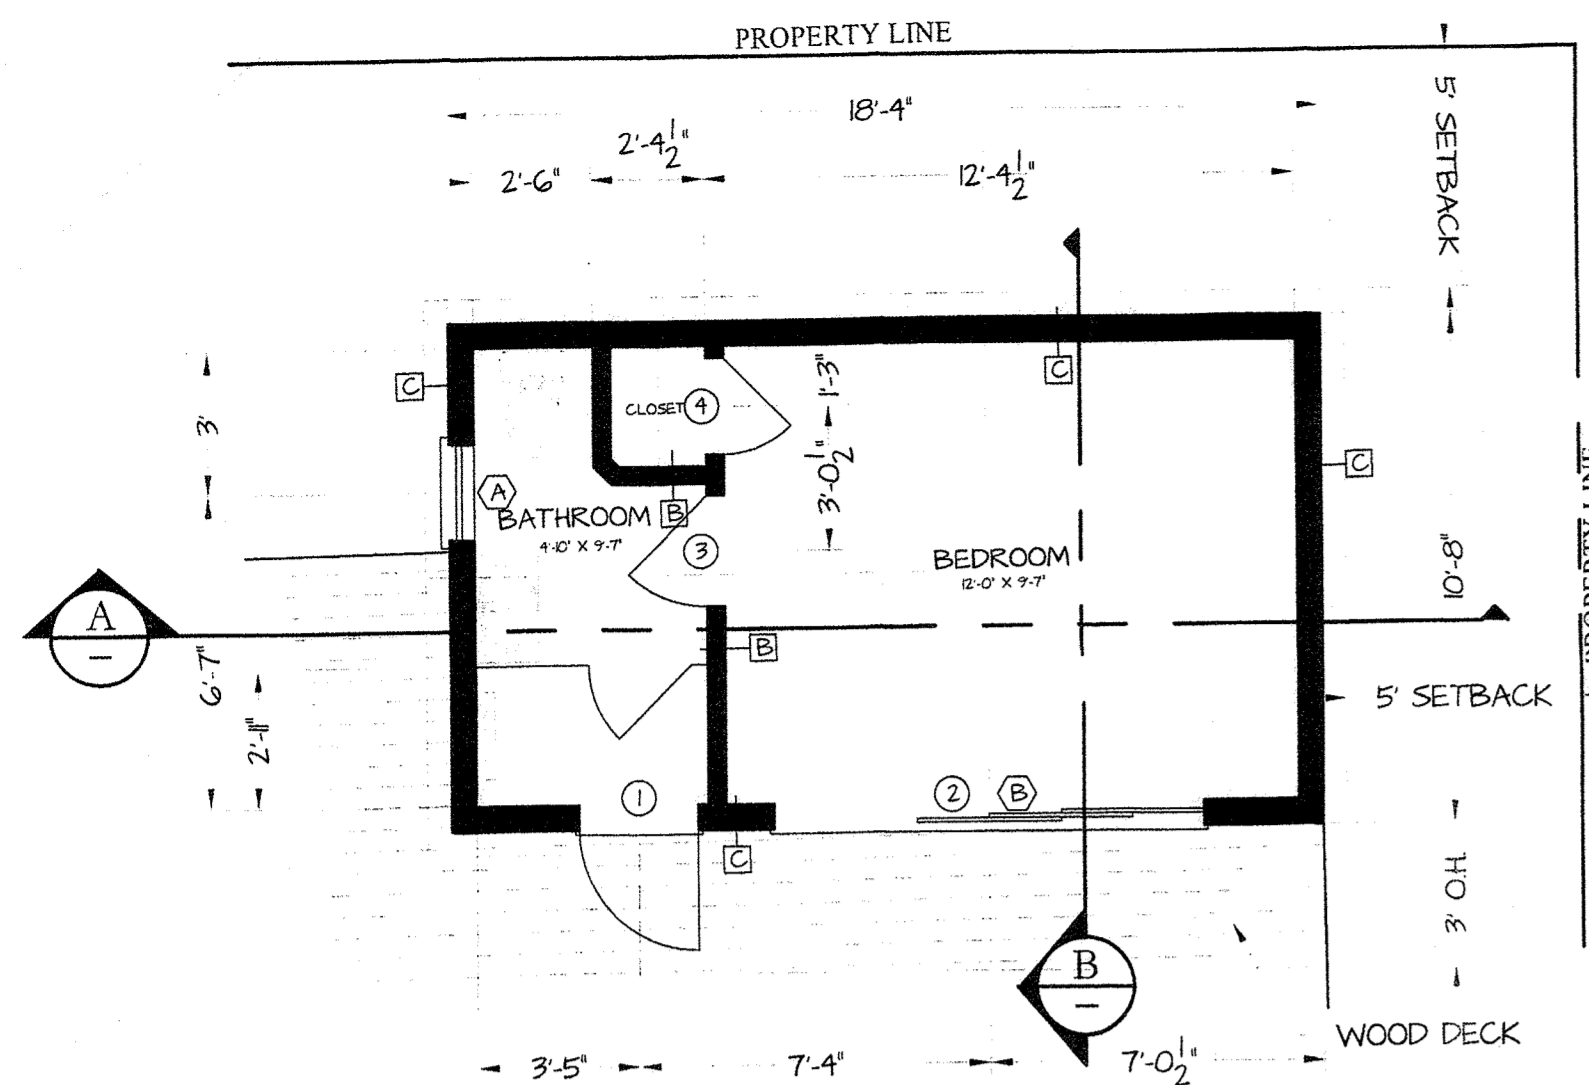 PROPERTY LINE
18'-4"
2'-4 1/2"
2'-6"
12'-4 1/2"
5' SETBACK
C
C
C
3'
CLOSET
4
1'-3"
3'-0 1/2"
A
BATHROOM
4'-10" X 9'-7"
B
3
BEDROOM
12'-0" X 9'-7"
10'-8"
PROPERTY LINE
A
–
B
6'-7"
2'-11"
5' SETBACK
1
2
B
C
3' O.H.
B
–
WOOD DECK
3'-5"
7'-4"
7'-0 1/2"